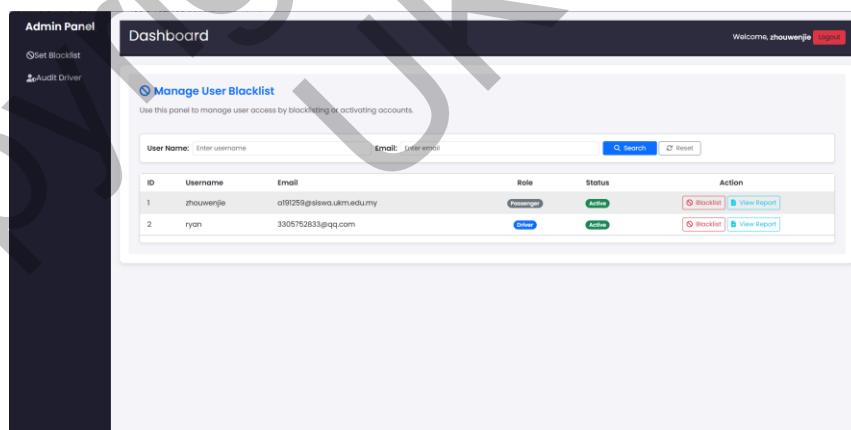 Admin Panel
Set Blocklist
Audit Driver
Dashboard
Welcome, zhouwenjie Logout
Manage User Blacklist
Use this panel to manage user access by blacklisting or activating accounts.
User Name: Enter username Email: Enter email Search Reset
ID Username Email Role Status Action
1 zhouwenjie a191259@siswa.ukm.edu.my Passenger Active Blacklist View Report
2 ryan 3305752833@qq.com Driver Active Blacklist View Report